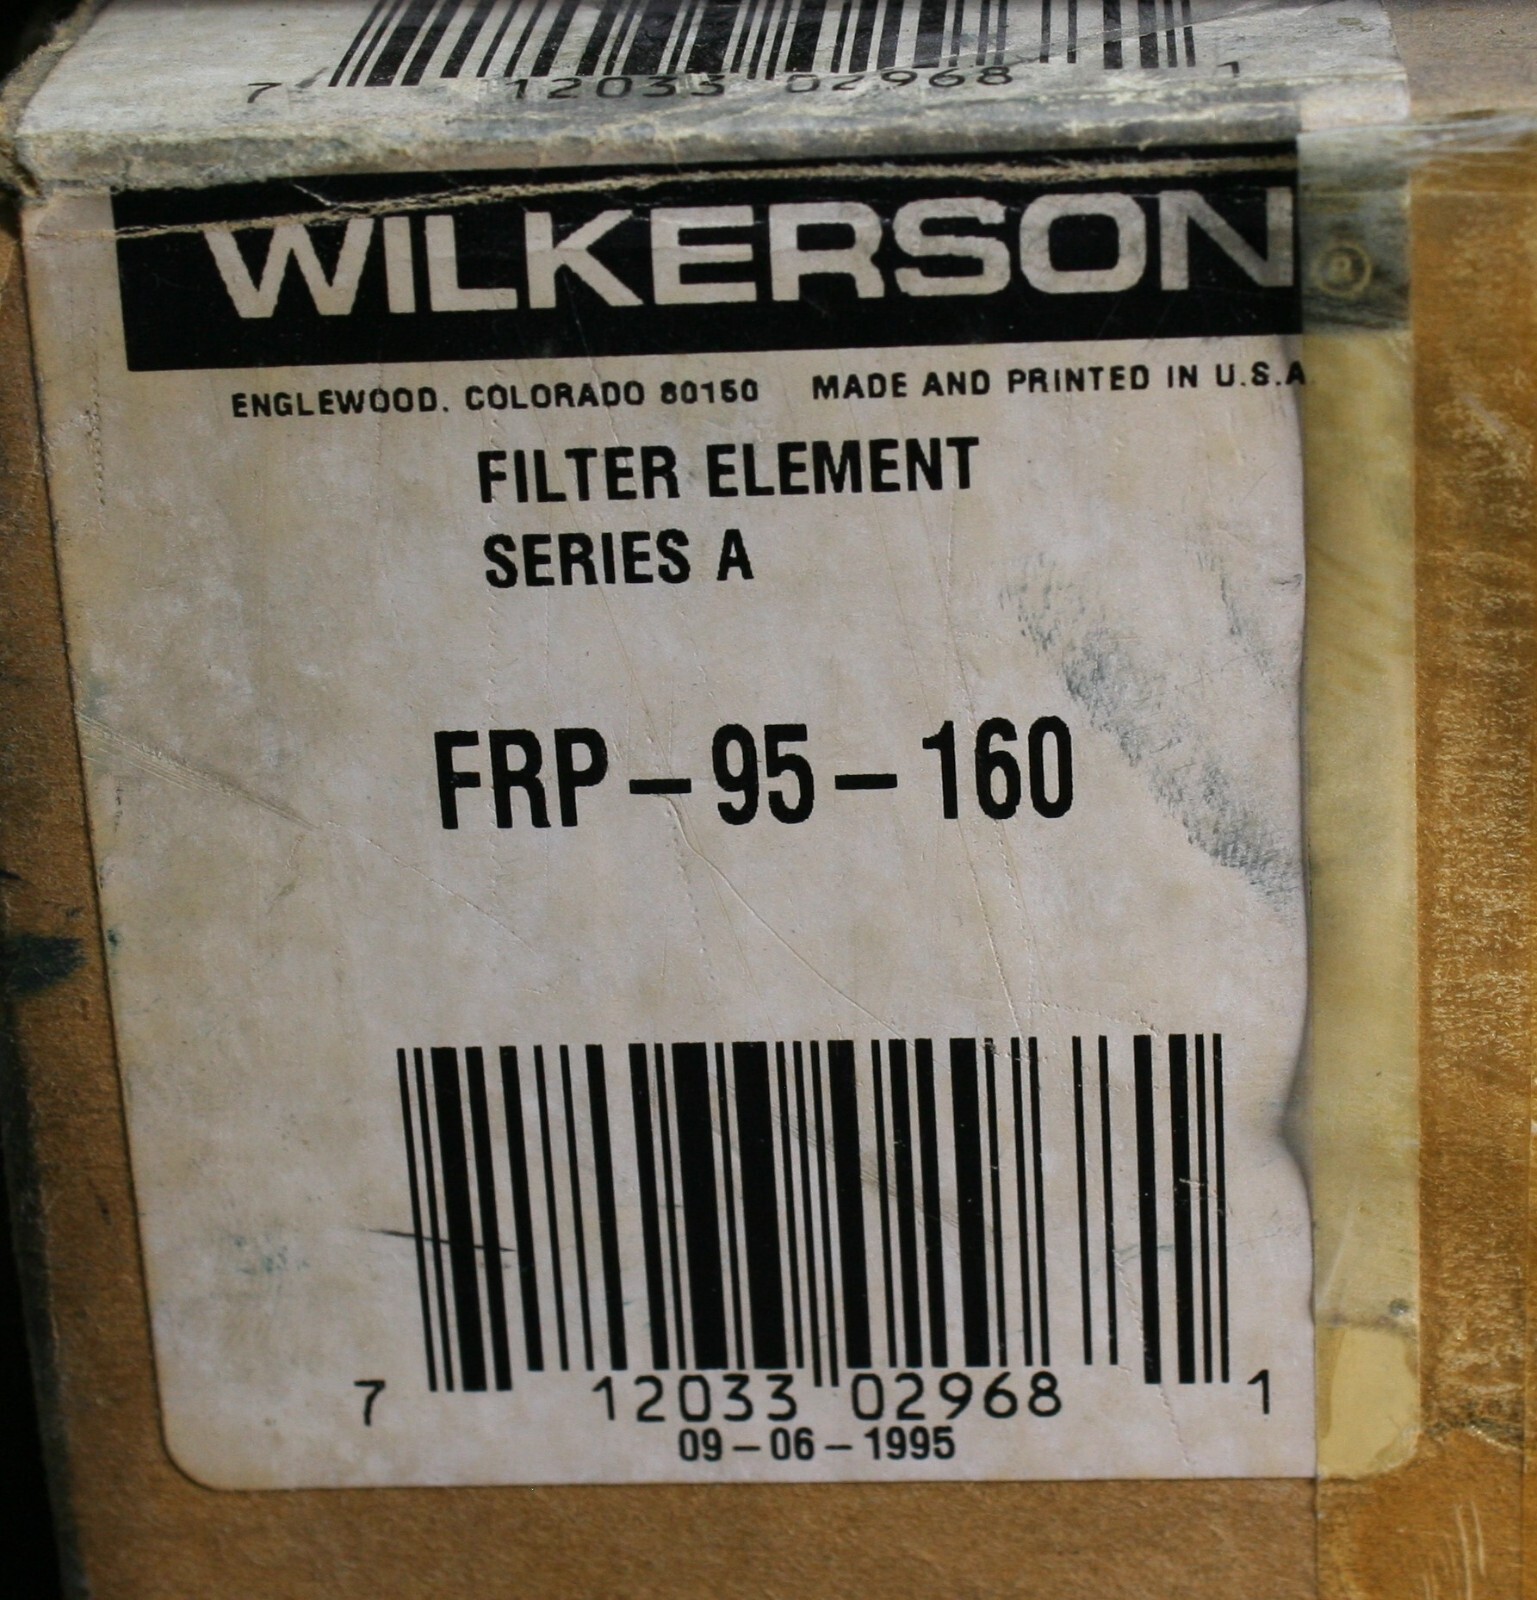 7 12033 02968 1
WILKERSON
ENGLEWOOD, COLORADO 80150 MADE AND PRINTED IN U.S.A.
FILTER ELEMENT
SERIES A
FRP-95-160
7 12033 02968 1
09-06-1995